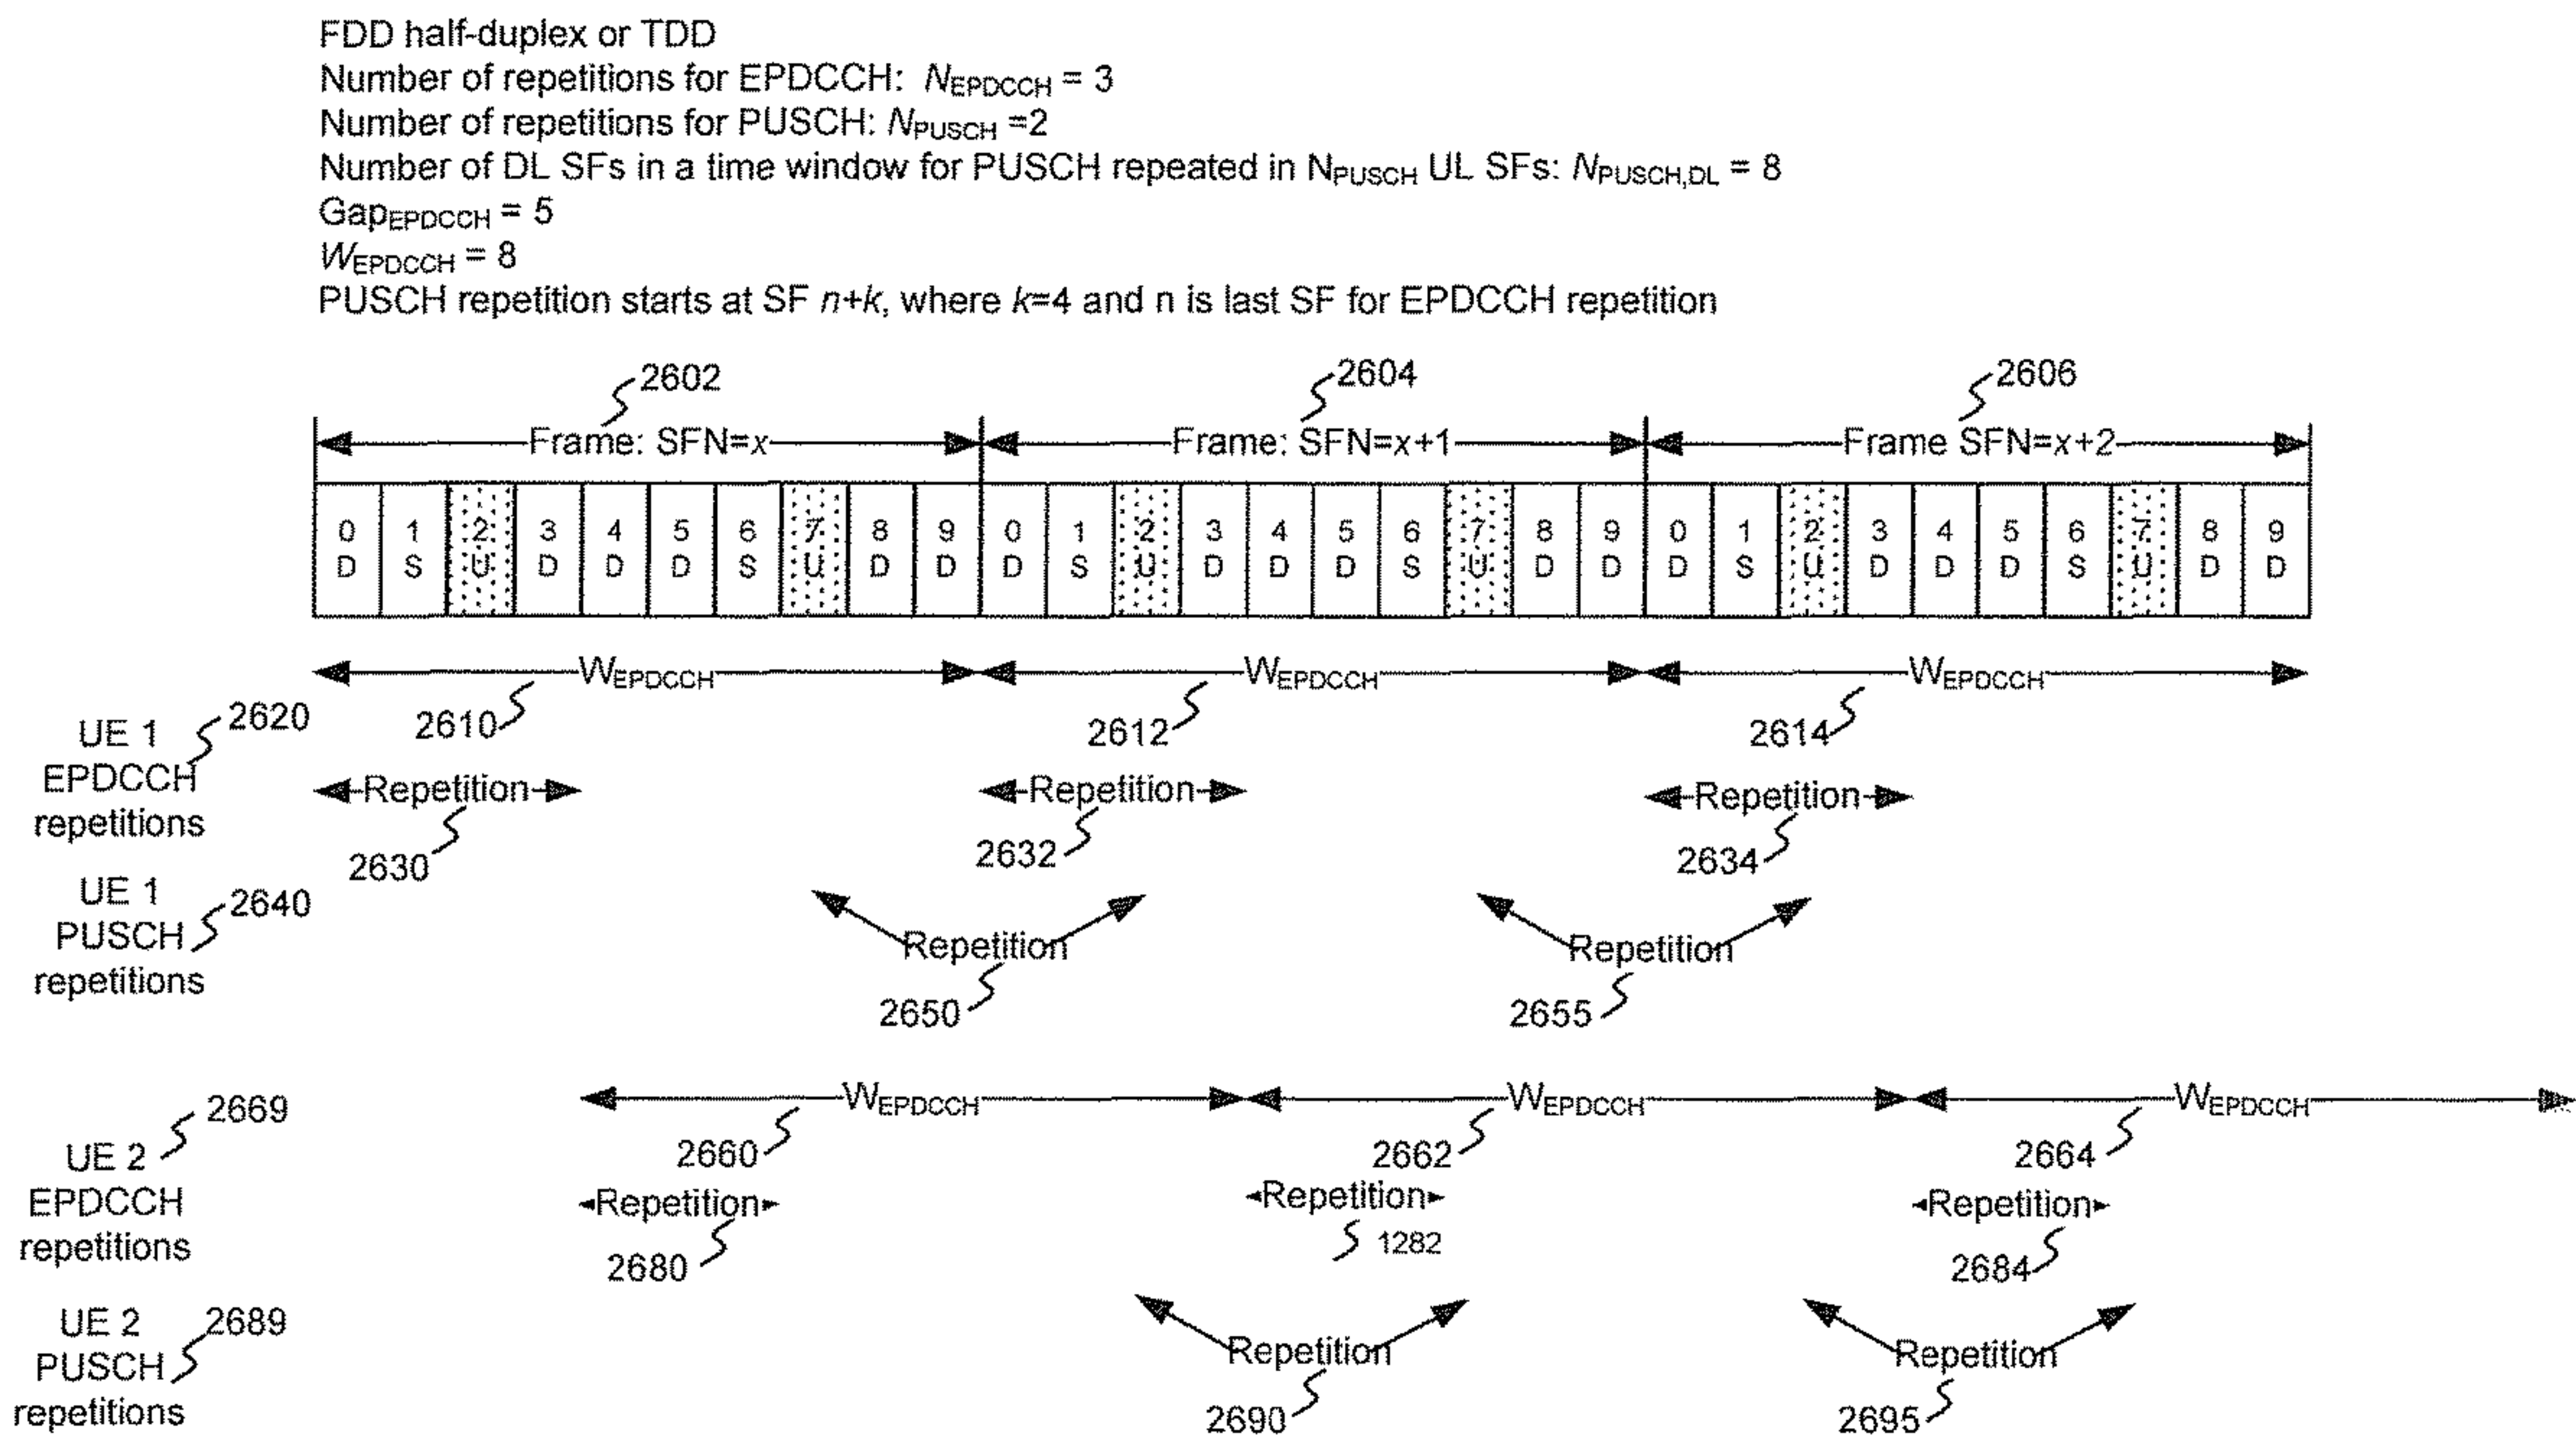 FDD half-duplex or TDD
Number of repetitions for EPDCCH: NEPDCCH = 3
Number of repetitions for PUSCH: NPUSCH =2
Number of DL SFs in a time window for PUSCH repeated in NPUSCH UL SFs: NPUSCH,DL = 8
GapEPDCCH = 5
WEPDCCH = 8
PUSCH repetition starts at SF n+k, where k=4 and n is last SF for EPDCCH repetition
2602 2604 2606
Frame: SFN=x Frame: SFN=x+1 Frame SFN=x+2
0 1 2 3 4 5 6 7 8 9 0 1 2 3 4 5 6 7 8 9 0 1 2 3 4 5 6 7 8 9
D S U D D D S U D D D S U D D D S U D D D S U D D D S U D D
WEPDCCH WEPDCCH WEPDCCH
2610 2612 2614
UE 1 2620
EPDCCH
repetitions
Repetition Repetition Repetition
2630 2632 2634
UE 1 2640
PUSCH
repetitions
Repetition Repetition
2650 2655
WEPDCCH WEPDCCH WEPDCCH
2660 2662 2664
2669
UE 2
EPDCCH
repetitions
Repetition Repetition Repetition
2680 1282 2684
UE 2 2689
PUSCH
repetitions
Repetition Repetition
2690 2695